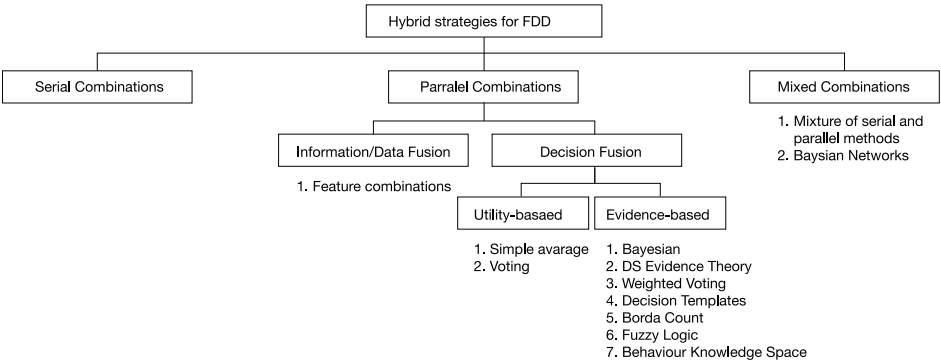 Hybrid strategies for FDD
Serial Combinations
Parralel Combinations
Mixed Combinations
1. Mixture of serial and
parallel methods
2. Baysian Networks
Information/Data Fusion
Decision Fusion
1. Feature combinations
Utility-basaed
Evidence-based
1. Simple avarage
2. Voting
1. Bayesian
2. DS Evidence Theory
3. Weighted Voting
4. Decision Templates
5. Borda Count
6. Fuzzy Logic
7. Behaviour Knowledge Space